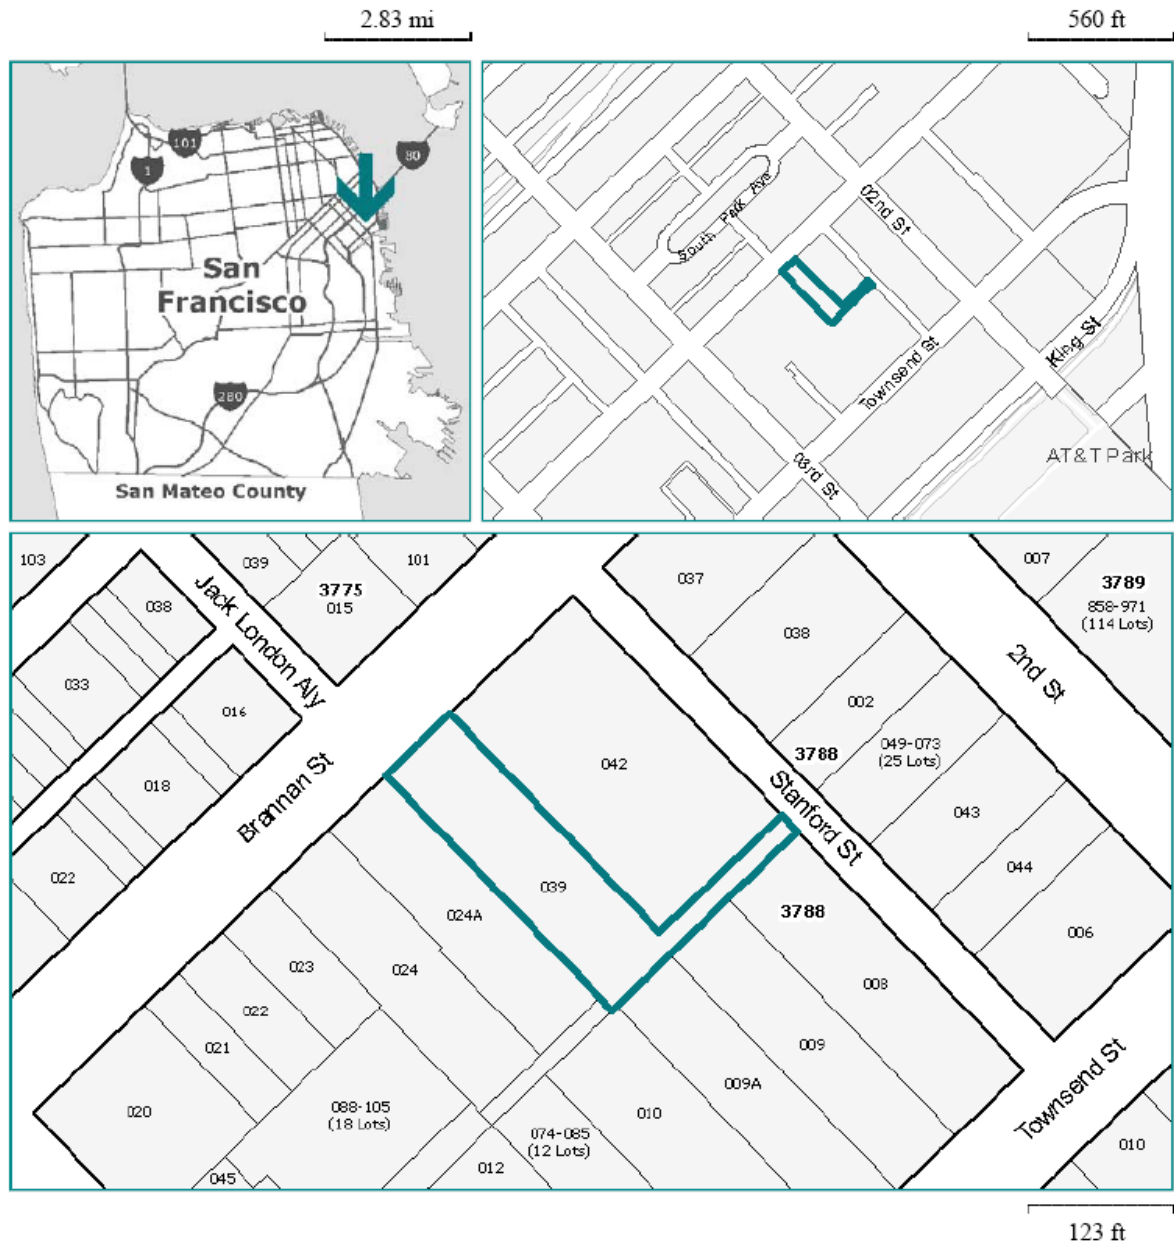 2.83 mi
560 ft
101
1
80
280
San
Francisco
San Mateo County
South Park Ave
02nd St
Townsend St
King St
03rd St
AT&T Park
103
038
Jack London Aly
039
3775
015
101
037
007
3789
858-971
(114 Lots)
033
016
038
2nd St
002
018
Brannan St
042
3788
049-073
(25 Lots)
Stanford St
043
022
039
044
024A
3788
006
023
024
008
022
021
009
009A
020
088-105
(18 Lots)
010
074-085
(12 Lots)
Townsend St
010
045
012
123 ft